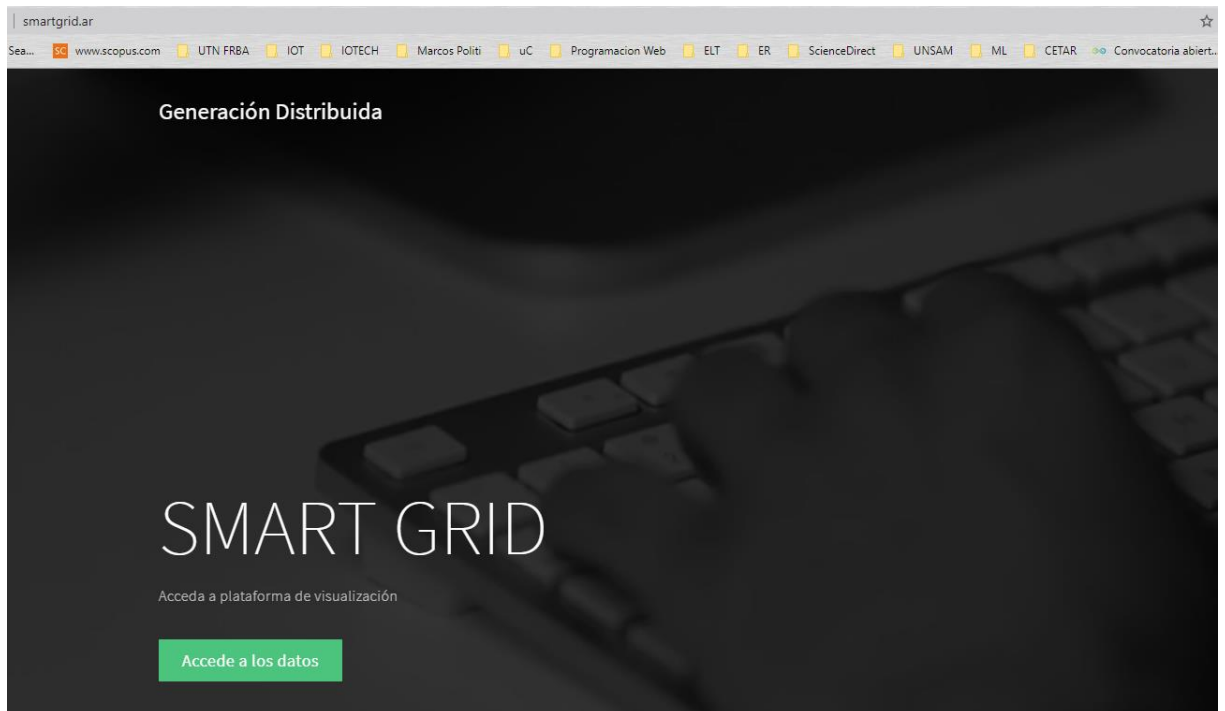 smartgrid.ar
Sea... SC www.scopus.com UTN FRBA IOT IOTECH Marcos Politi uC Programacion Web ELT ER ScienceDirect UNSAM ML CETAR Convocatoria abiert...
Generación Distribuida
SMART GRID
Acceda a plataforma de visualización
Accede a los datos